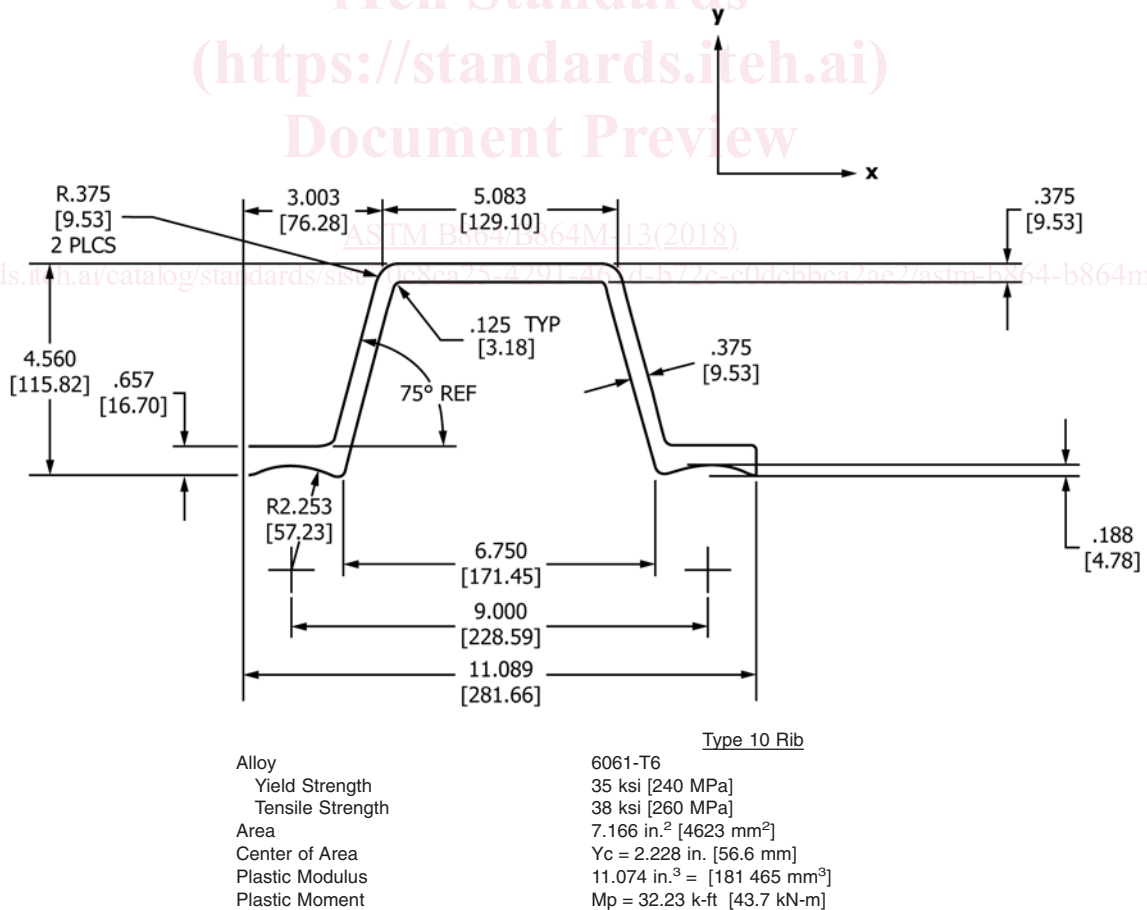 iTeh Standards
(https://standards.iteh.ai)
Document Preview
y
x
R.375
[9.53]
2 PLCS
3.003
[76.28]
5.083
[129.10]
.375
[9.53]
ASTM B864/B864M-13(2018)
.125 TYP
[3.18]
4.560
[115.82]
.657
[16.70]
75° REF
.375
[9.53]
R2.253
[57.23]
6.750
[171.45]
.188
[4.78]
9.000
[228.59]
11.089
[281.66]
Type 10 Rib
Alloy 6061-T6
Yield Strength 35 ksi [240 MPa]
Tensile Strength 38 ksi [260 MPa]
Area 7.166 in.² [4623 mm²]
Center of Area Yc = 2.228 in. [56.6 mm]
Plastic Modulus 11.074 in.³ = [181 465 mm³]
Plastic Moment Mp = 32.23 k-ft [43.7 kN-m]